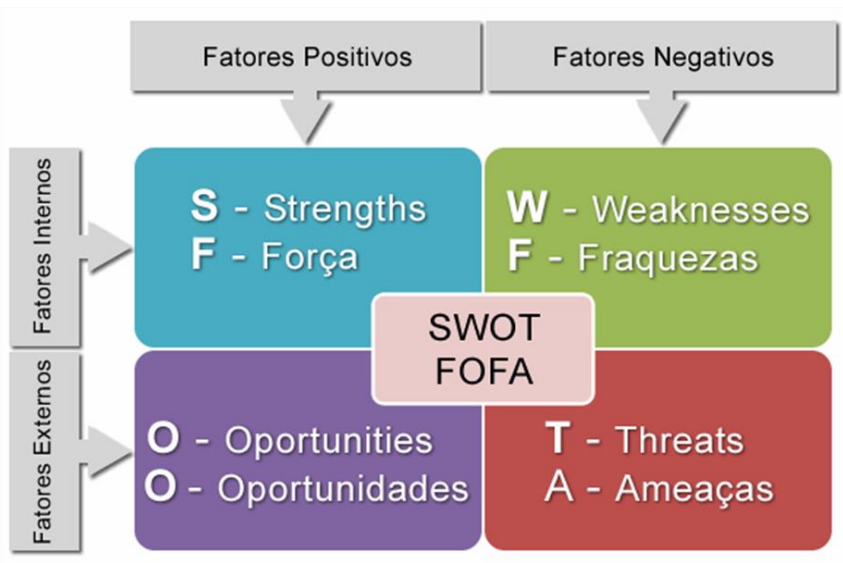 Fatores Positivos
Fatores Negativos
Fatores Internos
S - Strengths
F - Força
W - Weaknesses
F - Fraquezas
SWOT
FOFA
Fatores Externos
O - Oportunities
O - Oportunidades
T - Threats
A - Ameaças